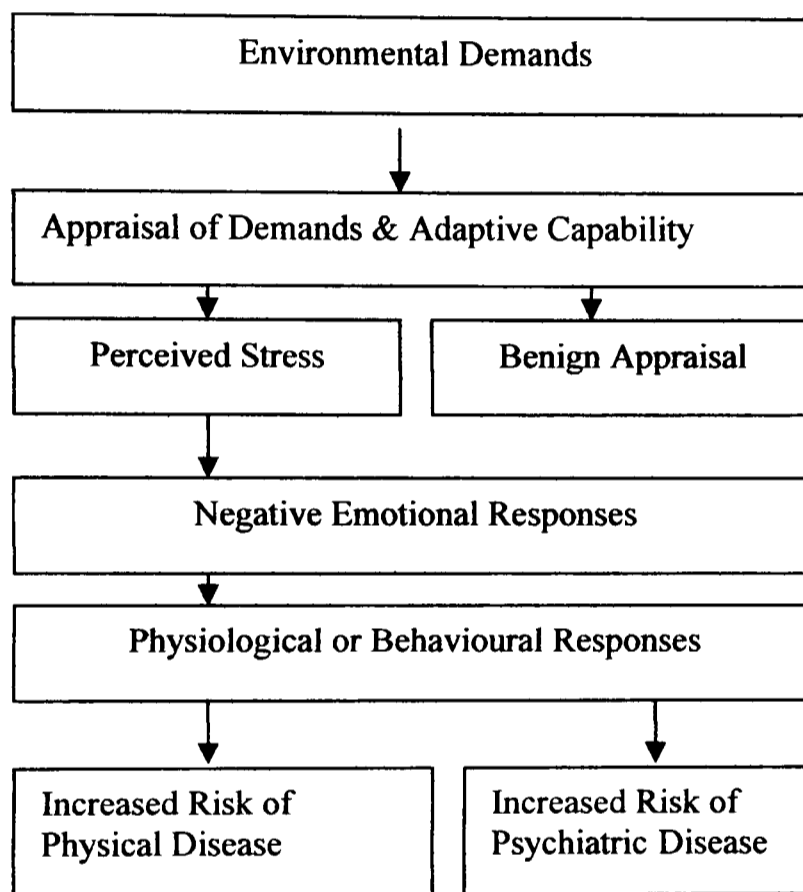 Environmental Demands
Appraisal of Demands & Adaptive Capability
Perceived Stress
Benign Appraisal
Negative Emotional Responses
Physiological or Behavioural Responses
Increased Risk of
Physical Disease
Increased Risk of
Psychiatric Disease